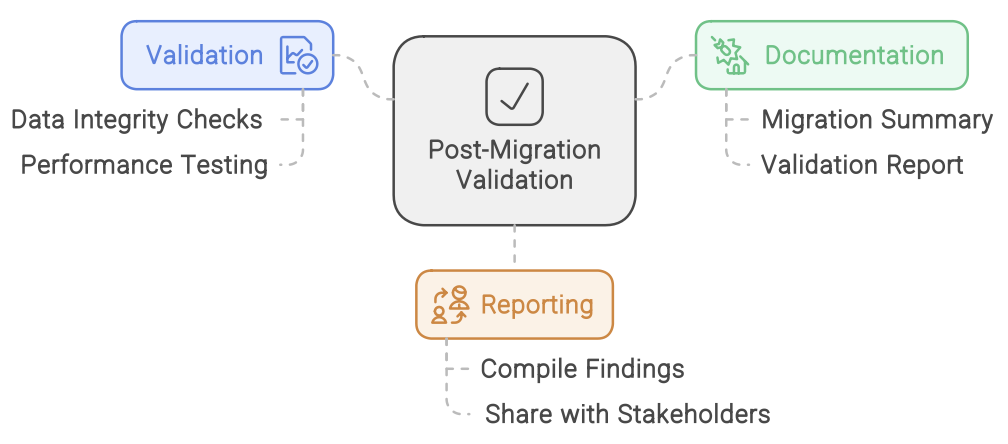 Validation
Data Integrity Checks
Performance Testing
Post-Migration
Validation
Documentation
Migration Summary
Validation Report
Reporting
Compile Findings
Share with Stakeholders